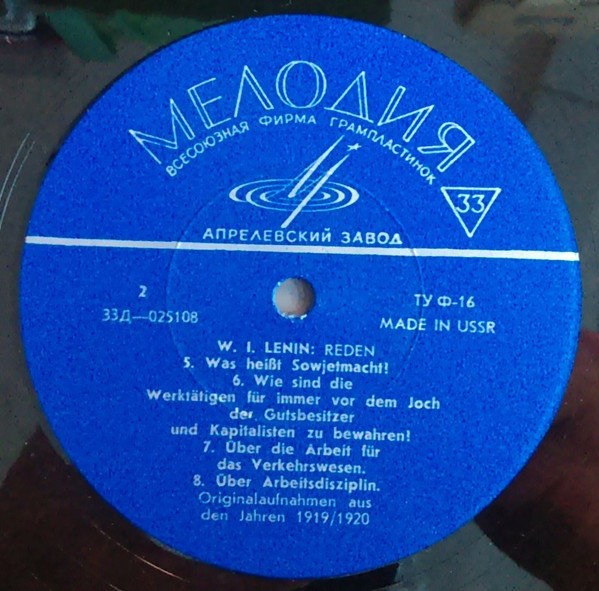 МЕЛОДИЯ
ВСЕСОЮЗНАЯ ФИРМА ГРАМПЛАСТИНОК
33
АПРЕЛЕВСКИЙ ЗАВОД
2
33Д—025108
ТУ Ф-16
MADE IN USSR
W. I. LENIN: REDEN
5. Was heißt Sowjetmacht!
6. Wie sind die
Werktätigen für immer vor dem Joch
der Gutsbesitzer
und Kapitalisten zu bewahren!
7. Über die Arbeit für
das Verkehrswesen.
8. Über Arbeitsdisziplin.
Originalaufnahmen aus
den Jahren 1919/1920